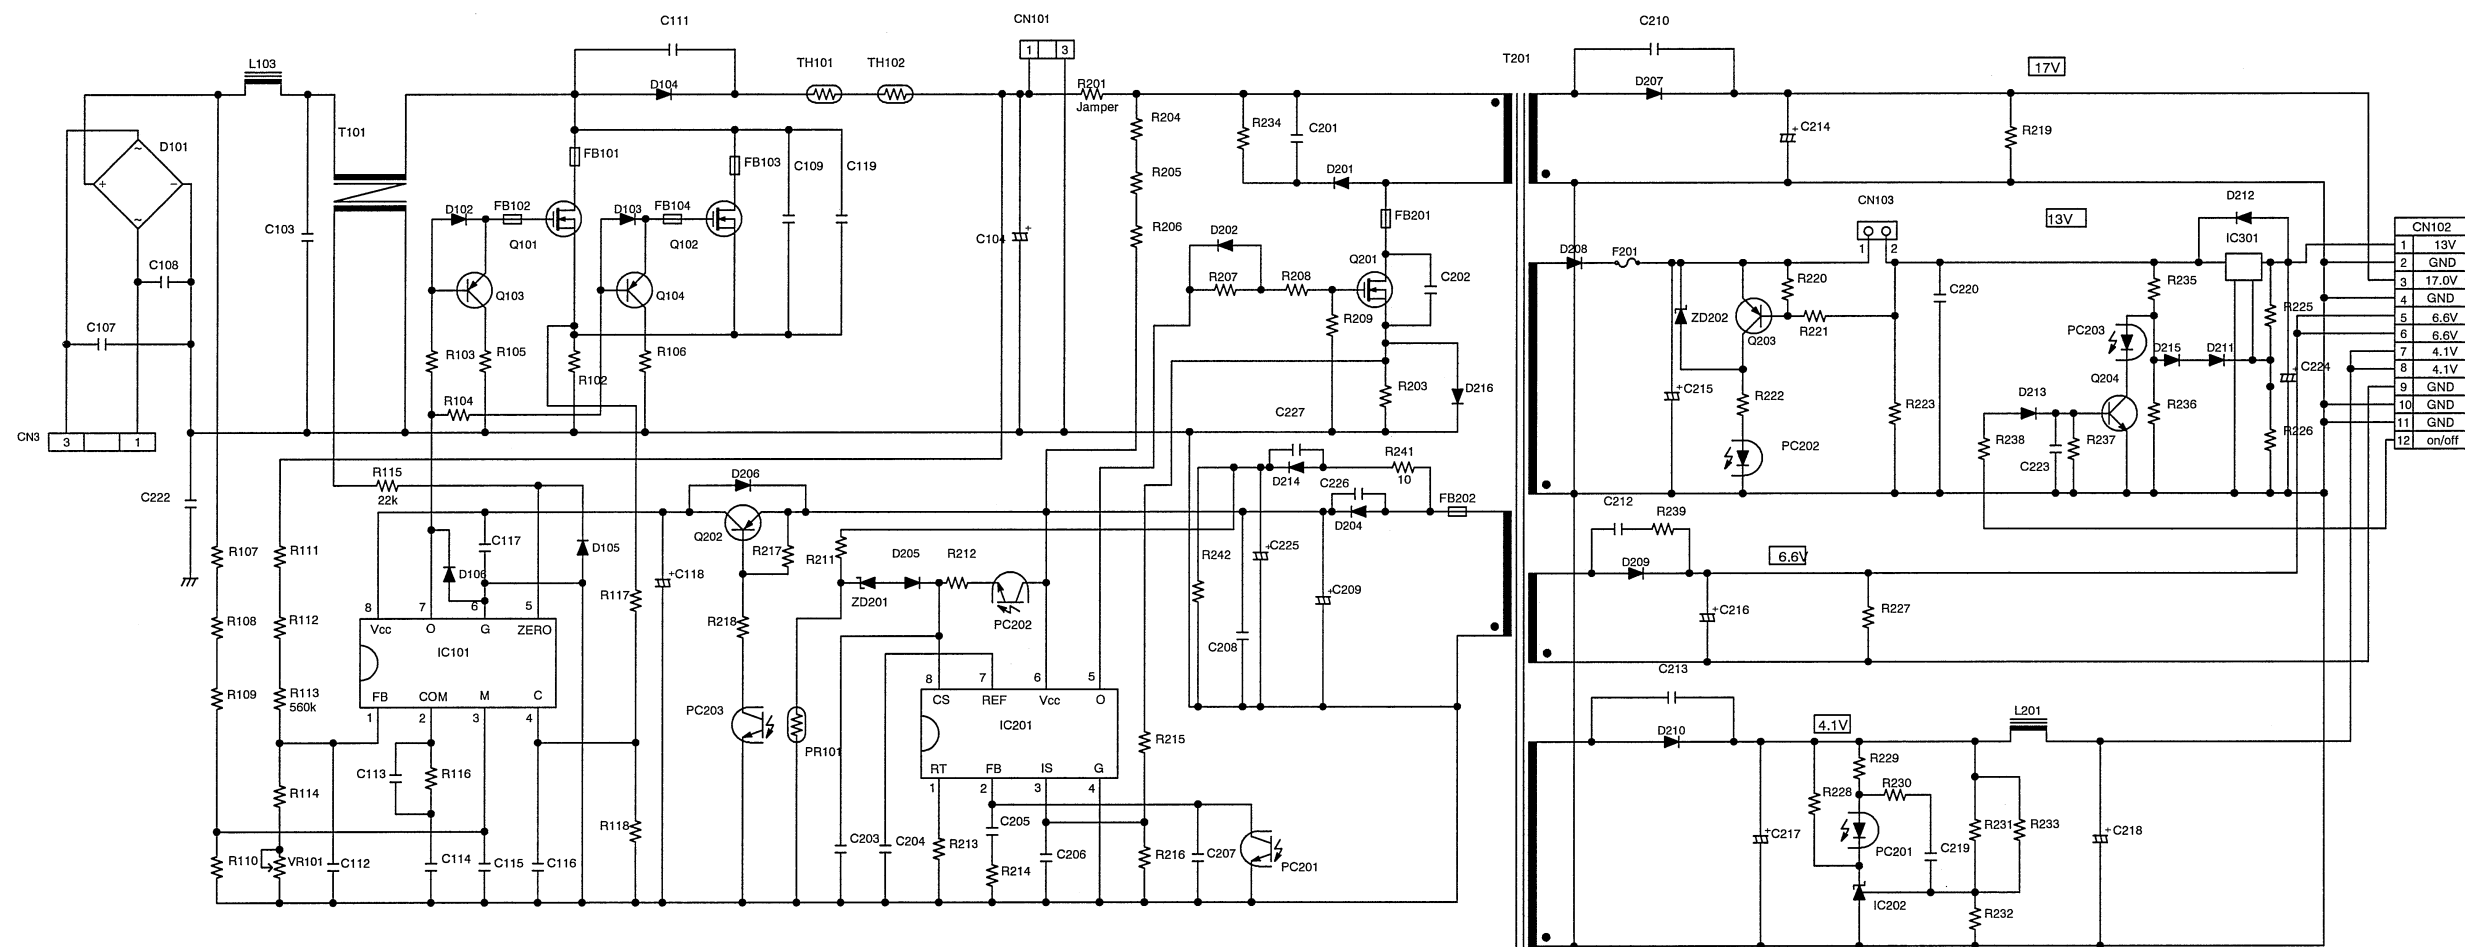 C111
CN101
1 3
C210
L103
TH101 TH102
T201
17V
D104
R201
Jamper
D207
T101
D101
~
+ -
~
FB101
FB103
C109
C119
R204
R234
C201
C214
R219
R205
D201
C108
C103
D102 FB102
D103 FB104
Q101
Q102
C104
+
R206
D202
FB201
Q201
C202
R207 R208
R209
C107
Q103
Q104
R103
R105
R102
R106
R104
R203
D216
C227
CN3
3 1
CN103
1 2
13V
D212
IC301
D208 F201
R220
ZD202
R221
Q203
C220
R235
PC203
R225
D215 D211
C215
R222
R223
Q204
D213
R236
C224
R238
R237
R226
C223
PC202
CN102
1 13V
2 GND
3 17.0V
4 GND
5 6.6V
6 6.6V
7 4.1V
8 4.1V
9 GND
10 GND
11 GND
12 on/off
C222
R115
22k
D206
Q202
R217
R211
D205 R212
ZD201
PC202
R241
10
D214 C226
D204
FB202
R242
C225
C209
C208
R107
R111
C117
D105
D106
C118
R117
R108
R112
R218
8 7 6 5
Vcc O G ZERO
IC101
FB COM M C
1 2 3 4
R109
R113
560k
PC203
PR101
8 7 6 5
CS REF Vcc O
IC201
RT FB IS G
1 2 3 4
R215
C113
R116
R114
R118
C203
C204
R213
C205
R214
C206
R216
C207
PC201
R110
VR101
C112
C114
C115
C116
C212
R239
6.6V
D209
C216
R227
C213
4.1V
L201
D210
R229
R230
R228
PC201
C219
R231
R233
C217
C218
IC202
R232